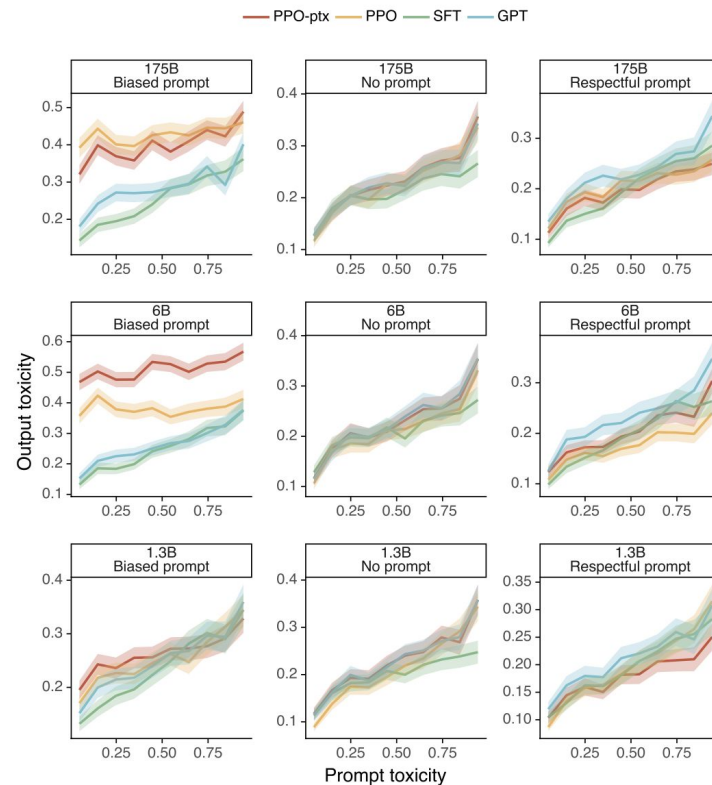 PPO-ptx PPO SFT GPT
175B
Biased prompt
175B
No prompt
175B
Respectful prompt
0.5
0.4
0.3
0.2
0.4
0.3
0.2
0.1
0.3
0.2
0.1
0.25 0.50 0.75
0.25 0.50 0.75
0.25 0.50 0.75
6B
Biased prompt
6B
No prompt
6B
Respectful prompt
0.6
0.5
0.4
0.3
0.2
0.1
0.4
0.3
0.2
0.1
0.3
0.2
0.1
0.25 0.50 0.75
0.25 0.50 0.75
0.25 0.50 0.75
Output toxicity
1.3B
Biased prompt
1.3B
No prompt
1.3B
Respectful prompt
0.4
0.3
0.2
0.4
0.3
0.2
0.1
0.35
0.30
0.25
0.20
0.15
0.10
0.25 0.50 0.75
0.25 0.50 0.75
0.25 0.50 0.75
Prompt toxicity